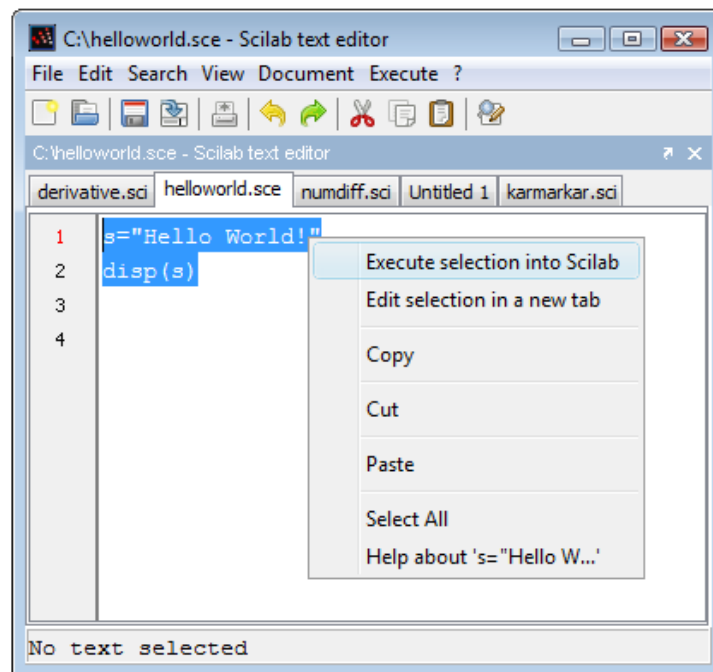 C:\helloworld.sce - Scilab text editor
File Edit Search View Document Execute ?
C:\helloworld.sce - Scilab text editor
derivative.sci helloworld.sce numdiff.sci Untitled 1 karmarkar.sci
1 s="Hello World!"
2 disp(s)
3
4
Execute selection into Scilab
Edit selection in a new tab
Copy
Cut
Paste
Select All
Help about 's="Hello W...'
No text selected